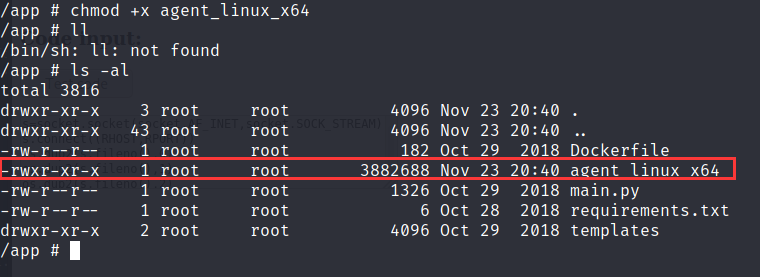 /app # chmod +x agent_linux_x64
/app # ll
/bin/sh: ll: not found
/app # ls -al
total 3816
drwxr-xr-x 3 root root 4096 Nov 23 20:40 .
drwxr-xr-x 43 root root 4096 Nov 23 20:40 ..
-rw-r--r-- 1 root root 182 Oct 29 2018 Dockerfile
-rwxr-xr-x 1 root root 3882688 Nov 23 20:40 agent_linux_x64
-rw-r--r-- 1 root root 1326 Oct 29 2018 main.py
-rw-r--r-- 1 root root 6 Oct 28 2018 requirements.txt
drwxr-xr-x 2 root root 4096 Oct 29 2018 templates
/app #